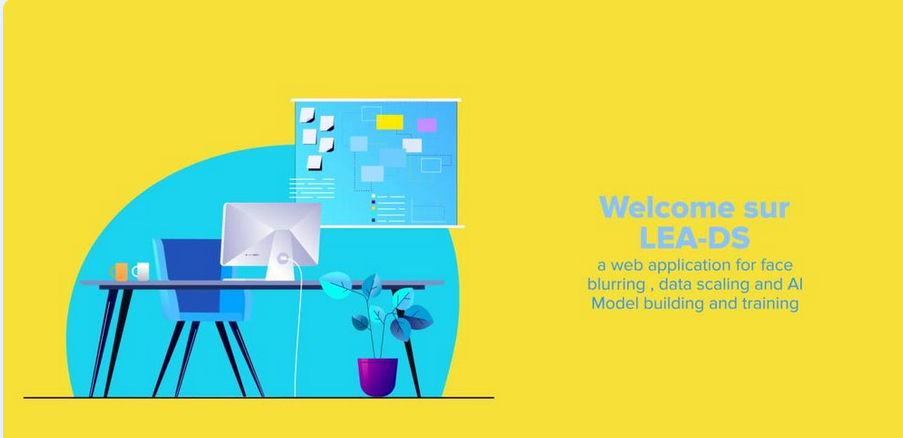 Welcome sur
LEA-DS
a web application for face
blurring , data scaling and AI
Model building and training